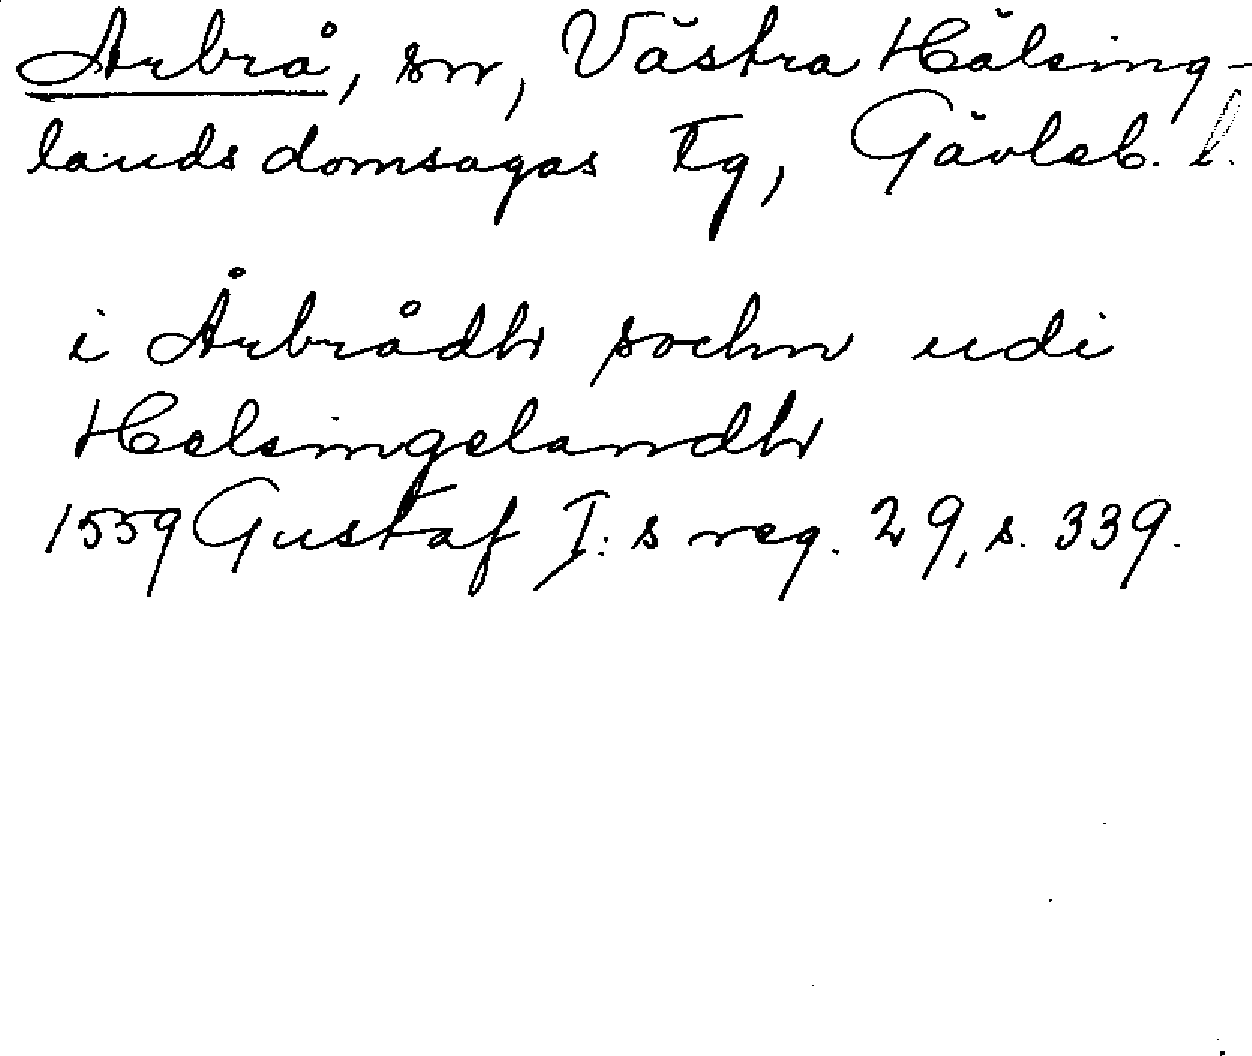 Arbrå, sn, Västra Hälsing-
lands domsagas tg, Gävleb. l.
i Årbrådh sochn udi
Helsingelandh
1559 Gustaf I:s reg. 29, s. 339.